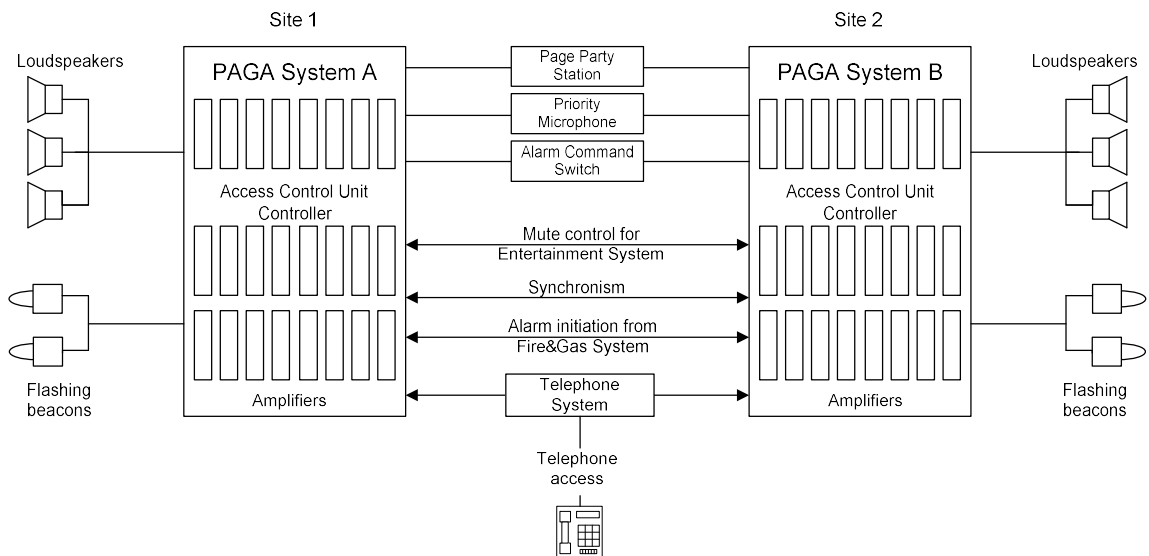 Site 1
Site 2
Loudspeakers
PAGA System A
Page Party
Station
PAGA System B
Loudspeakers
Priority
Microphone
Alarm Command
Switch
Access Control Unit
Controller
Access Control Unit
Controller
Mute control for
Entertainment System
Synchronism
Alarm initiation from
Fire&Gas System
Flashing
beacons
Amplifiers
Telephone
System
Amplifiers
Flashing
beacons
Telephone
access